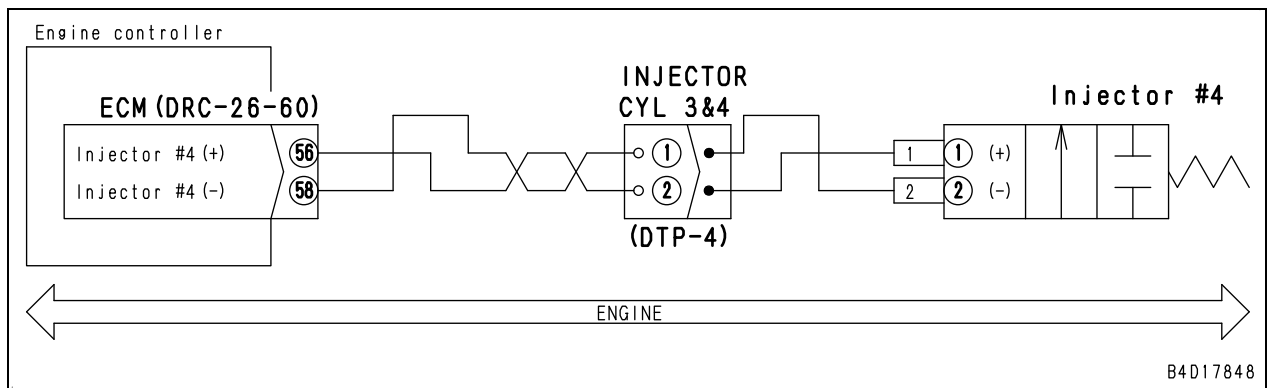 Engine controller
ECM (DRC-26-60)
Injector #4 (+) 56
Injector #4 (-) 58
INJECTOR
CYL 3&4
1
2
(DTP-4)
Injector #4
1 1 (+)
2 2 (-)
ENGINE
B4D17848